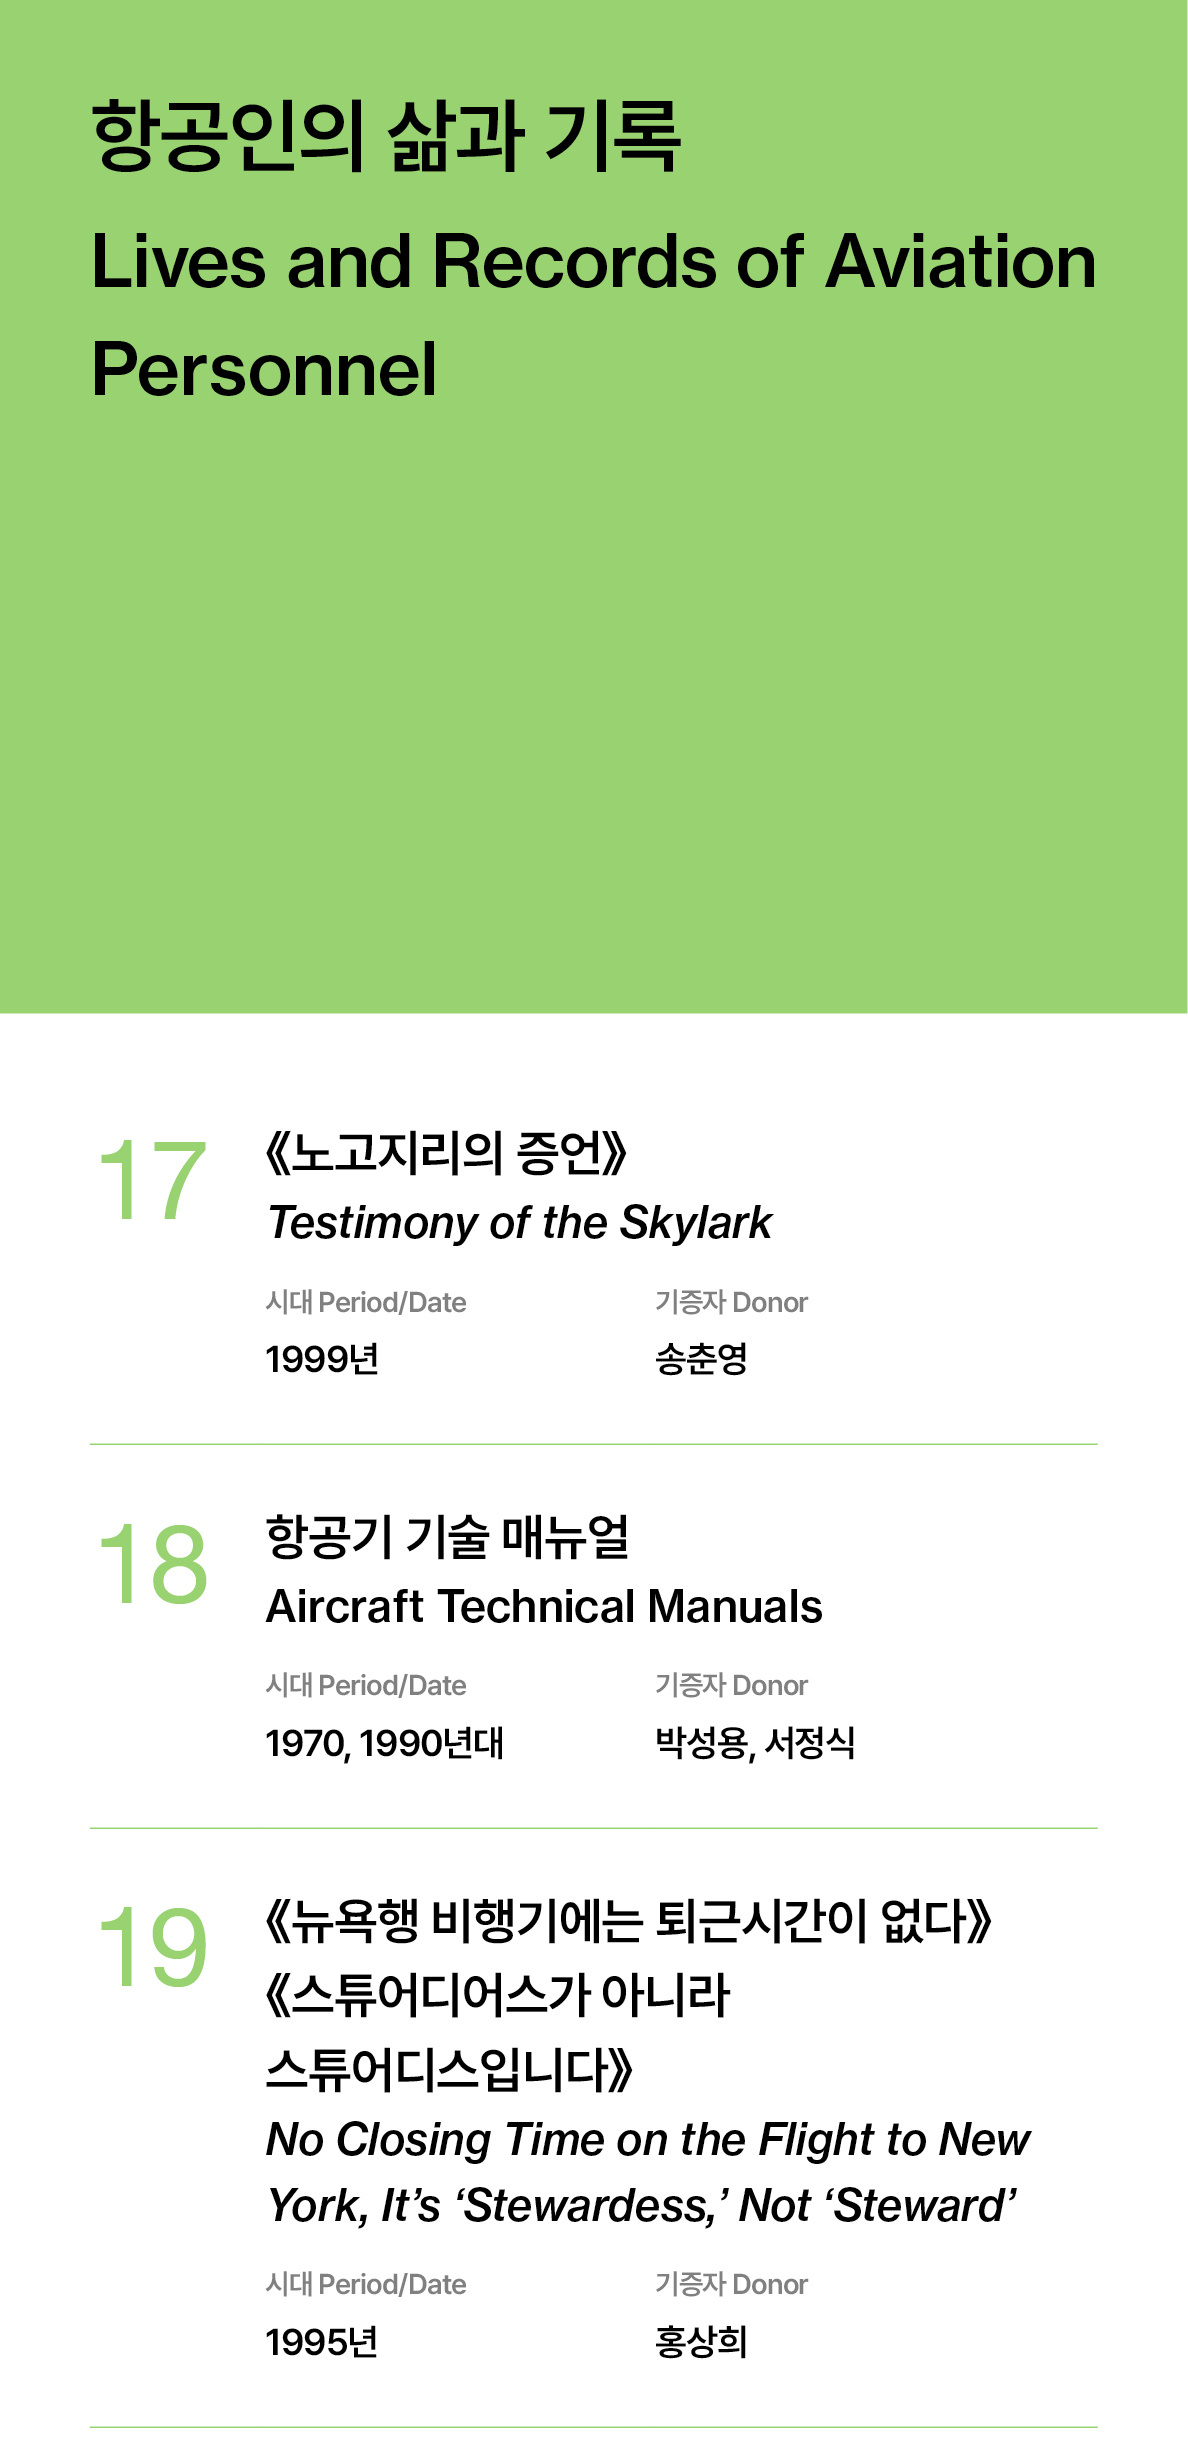 항공인의 삶과 기록
Lives and Records of Aviation
Personnel
17
《노고지리의 증언》
Testimony of the Skylark
시대 Period/Date
기증자 Donor
1999년
송춘영
18
항공기 기술 매뉴얼
Aircraft Technical Manuals
시대 Period/Date
기증자 Donor
1970, 1990년대
박성용, 서정식
19
《뉴욕행 비행기에는 퇴근시간이 없다》
《스튜어디어스가 아니라
스튜어디스입니다》
No Closing Time on the Flight to New
York, It’s ‘Stewardess,’ Not ‘Steward’
시대 Period/Date
기증자 Donor
1995년
홍상희